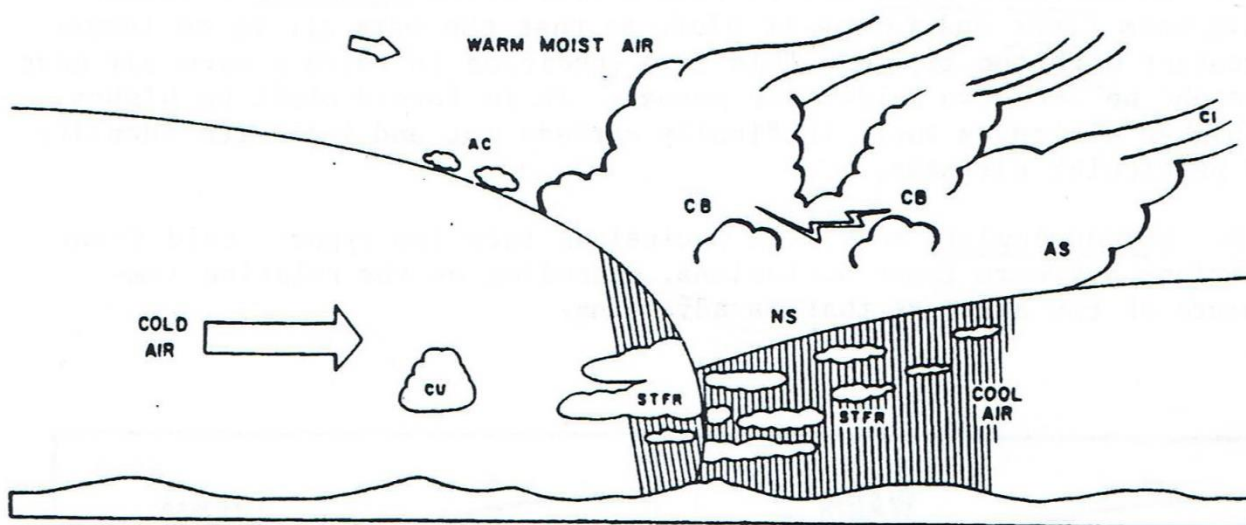 WARM MOIST AIR
AC
CI
CB
CB
AS
NS
COLD
AIR
CU
STFR
STFR
COOL
AIR